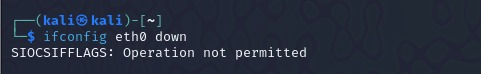 ┌──(kali㉿kali)-[~]
└─$ ifconfig eth0 down
SIOCSIFFLAGS: Operation not permitted